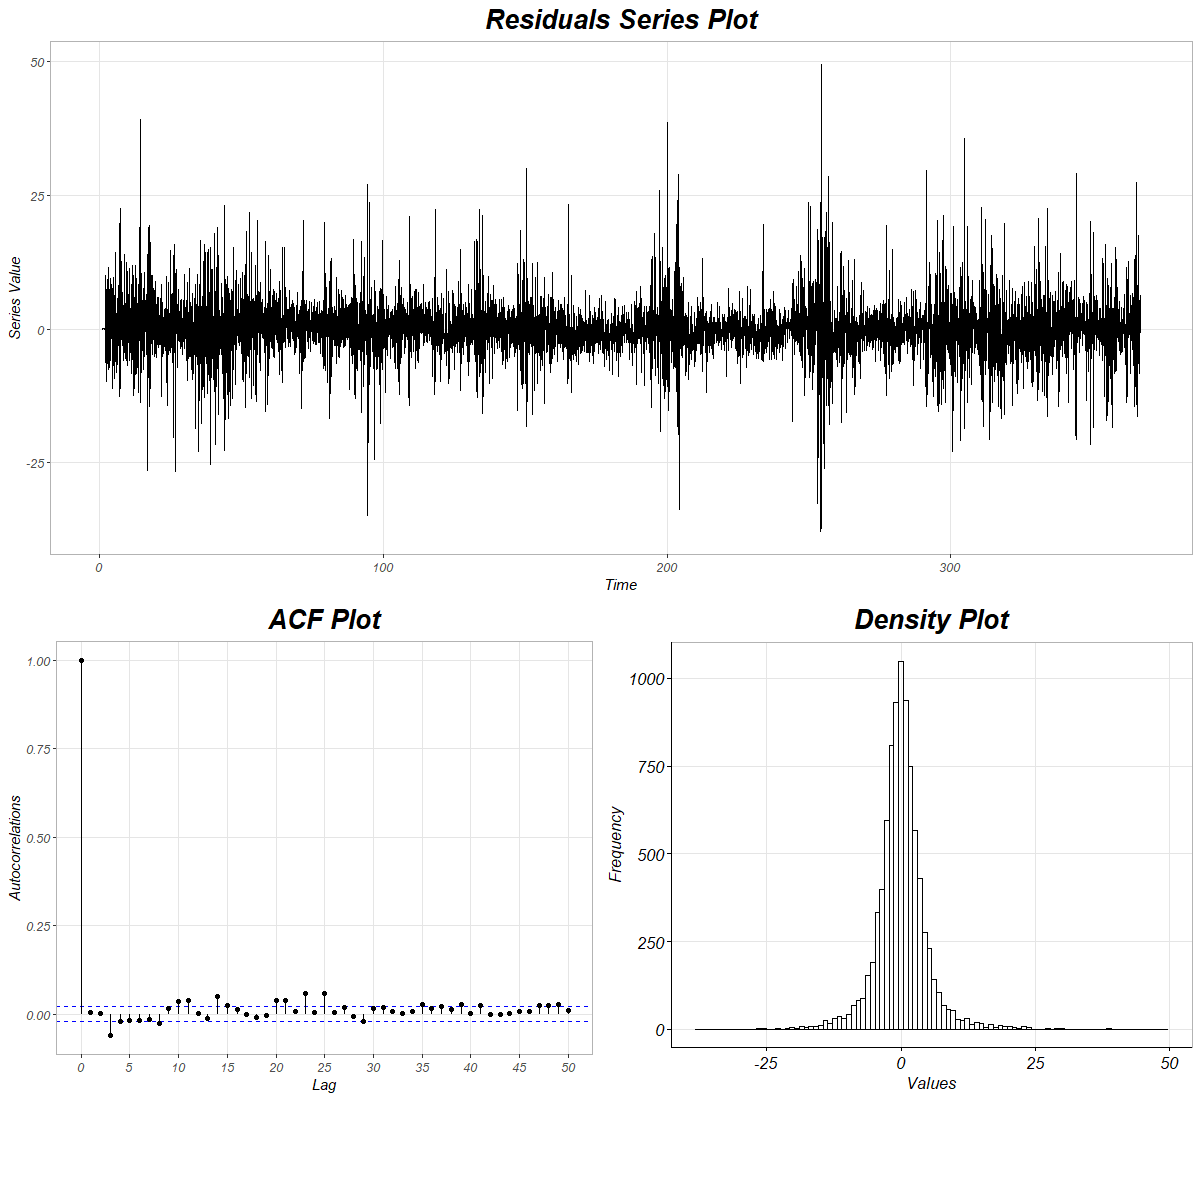 Residuals Series Plot
50
25
0
-25
Series Value
0 100 200 300
Time
ACF Plot
1.00
0.75
0.50
0.25
0.00
Autocorrelations
0 5 10 15 20 25 30 35 40 45 50
Lag
Density Plot
1000
750
500
250
0
Frequency
-25 0 25 50
Values